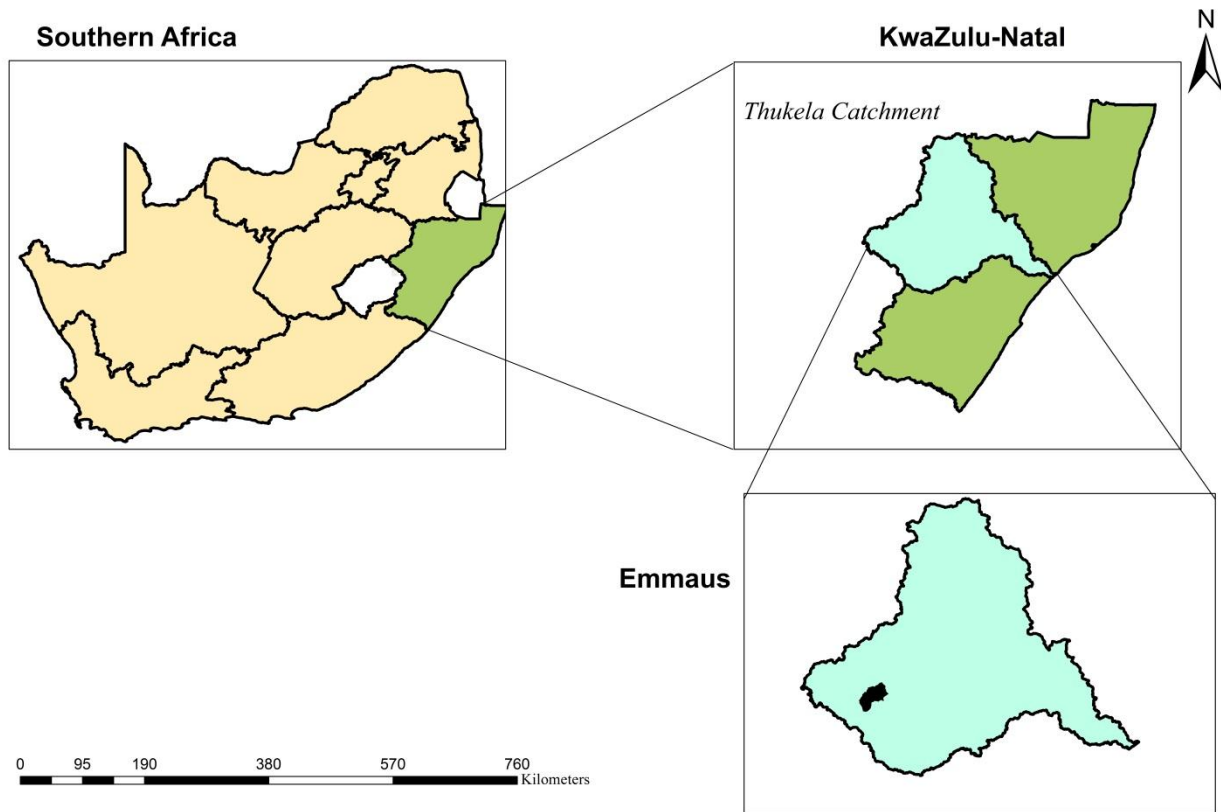 Southern Africa
KwaZulu-Natal
N
Thukela Catchment
Emmaus
0 95 190 380 570 760
Kilometers